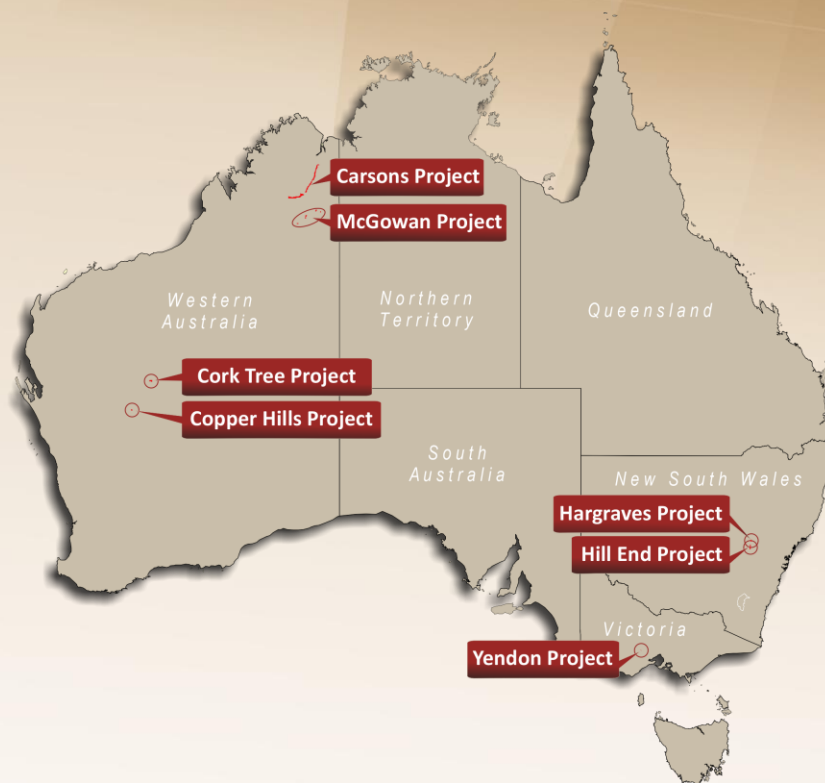 Carsons Project
McGowan Project
Western
Australia
Northern
Territory
Queensland
Cork Tree Project
Copper Hills Project
South
Australia
New South Wales
Hargraves Project
Hill End Project
Victoria
Yendon Project